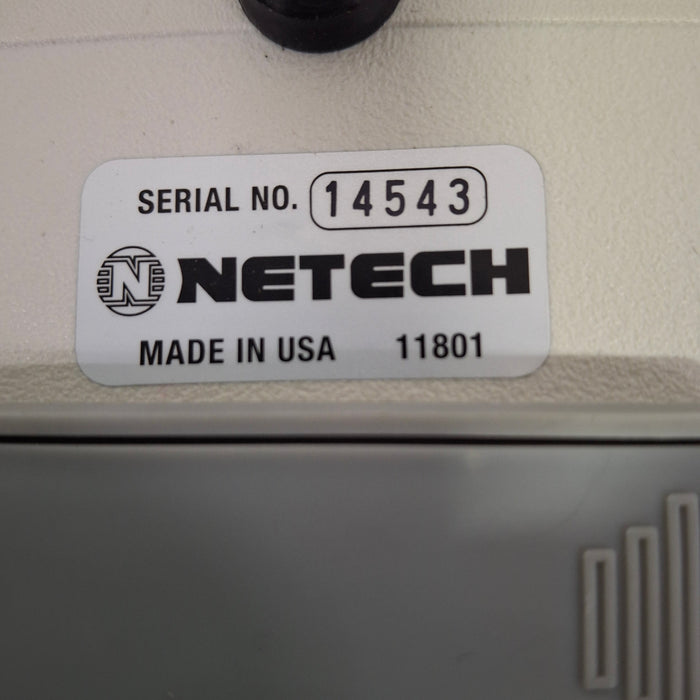 SERIAL NO. 14543
N NETECH
MADE IN USA 11801